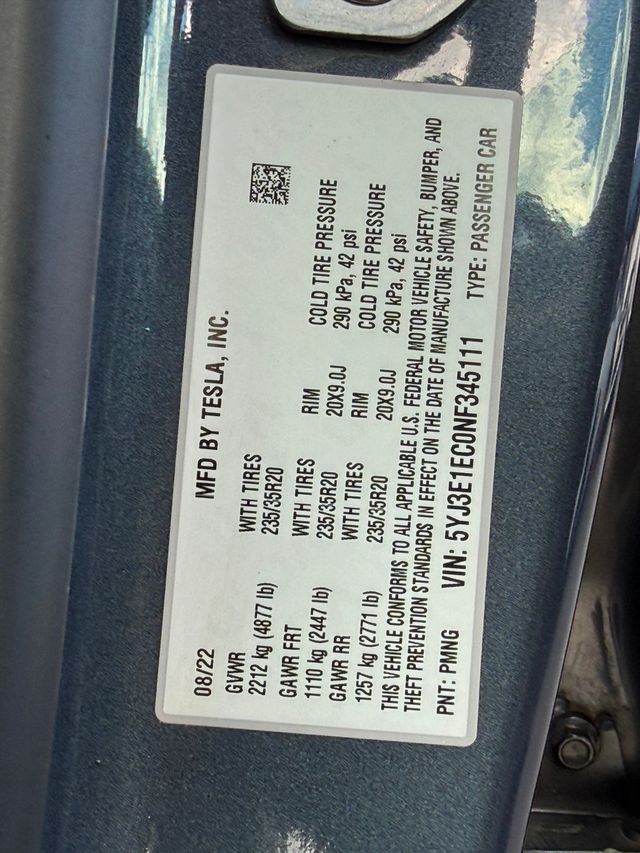 08/22 MFD BY TESLA, INC.
GVWR WITH TIRES
2212 kg (4877 lb) 235/35R20
GAWR FRT WITH TIRES RIM COLD TIRE PRESSURE
1110 kg (2447 lb) 235/35R20 20X9.0J 290 kPa, 42 psi
GAWR RR WITH TIRES RIM COLD TIRE PRESSURE
1257 kg (2771 lb) 235/35R20 20X9.0J 290 kPa, 42 psi
THIS VEHICLE CONFORMS TO ALL APPLICABLE U.S. FEDERAL MOTOR VEHICLE SAFETY, BUMPER, AND
THEFT PREVENTION STANDARDS IN EFFECT ON THE DATE OF MANUFACTURE SHOWN ABOVE.
PNT: PMNG VIN: 5YJ3E1EC0NF345111 TYPE: PASSENGER CAR